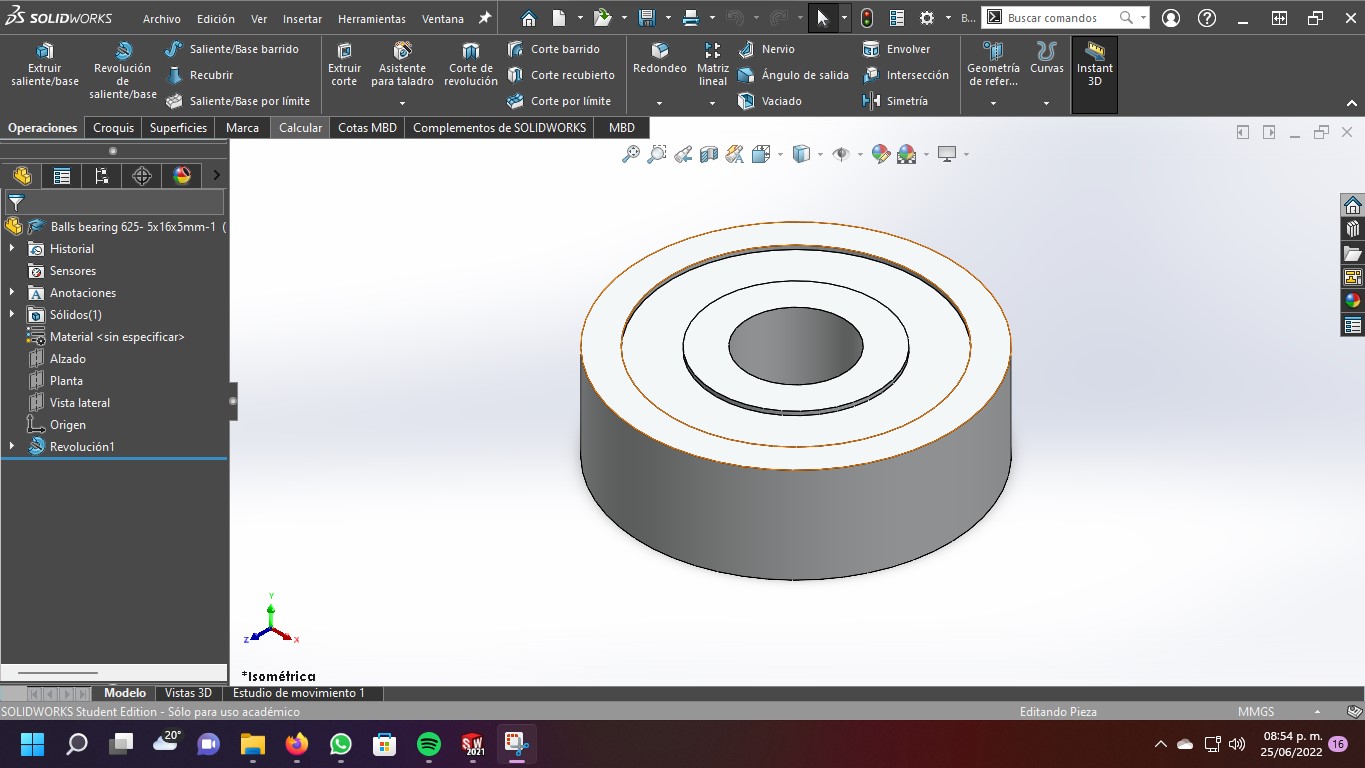 SOLIDWORKS Archivo Edición Ver Insertar Herramientas Ventana B... Buscar comandos
Extruir saliente/base
Revolución de saliente/base
Saliente/Base barrido
Recubrir
Saliente/Base por límite
Extruir corte
Asistente para taladro
Corte de revolución
Corte barrido
Corte recubierto
Corte por límite
Redondeo
Matriz lineal
Nervio
Ángulo de salida
Vaciado
Envolver
Intersección
Simetría
Geometría de refer...
Curvas
Instant 3D
Operaciones Croquis Superficies Marca Calcular Cotas MBD Complementos de SOLIDWORKS MBD
Balls bearing 625- 5x16x5mm-1 (
Historial
Sensores
A Anotaciones
Sólidos(1)
Material <sin especificar>
Alzado
Planta
Vista lateral
Origen
Revolución1
Y
Z
X
*Isométrica
Modelo Vistas 3D Estudio de movimiento 1
SOLIDWORKS Student Edition - Sólo para uso académico Editando Pieza MMGS
20°
SW
2021
08:54 p. m.
25/06/2022
16